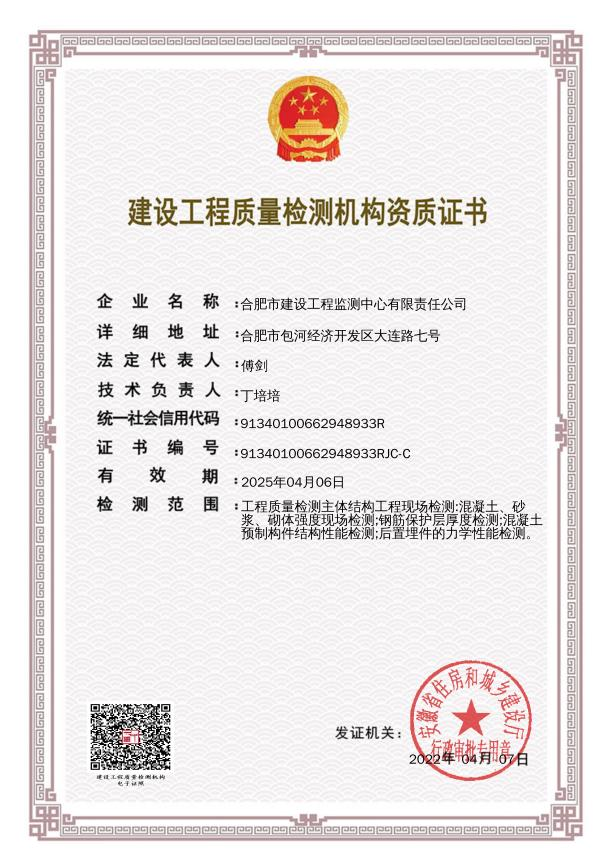 建设工程质量检测机构资质证书
企业名称:合肥市建设工程监测中心有限责任公司
详细地址:合肥市包河经济开发区大连路七号
法定代表人:傅剑
技术负责人:丁培培
统一社会信用代码:91340100662948933R
证书编号:91340100662948933RJC-C
有效期:2025年04月06日
检测范围:工程质量检测主体结构工程现场检测:混凝土、砂
浆、砌体强度现场检测;钢筋保护层厚度检测;混凝土
预制构件结构性能检测;后置埋件的力学性能检测。
安徽省住房和城乡建设厅
发证机关:
行政审批专用章
2022年 04月 07日
建设工程质量检测机构
电子证照